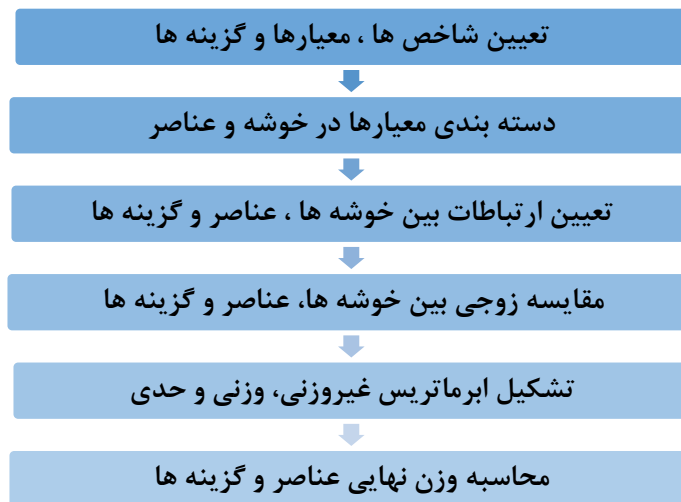 تعیین شاخص ها ، معیارها و گزینه ها
دسته بندی معیارها در خوشه و عناصر
تعیین ارتباطات بین خوشه ها ، عناصر و گزینه ها
مقایسه زوجی بین خوشه ها، عناصر و گزینه ها
تشکیل ابرماتریس غیروزنی، وزنی و حدی
محاسبه وزن نهایی عناصر و گزینه ها